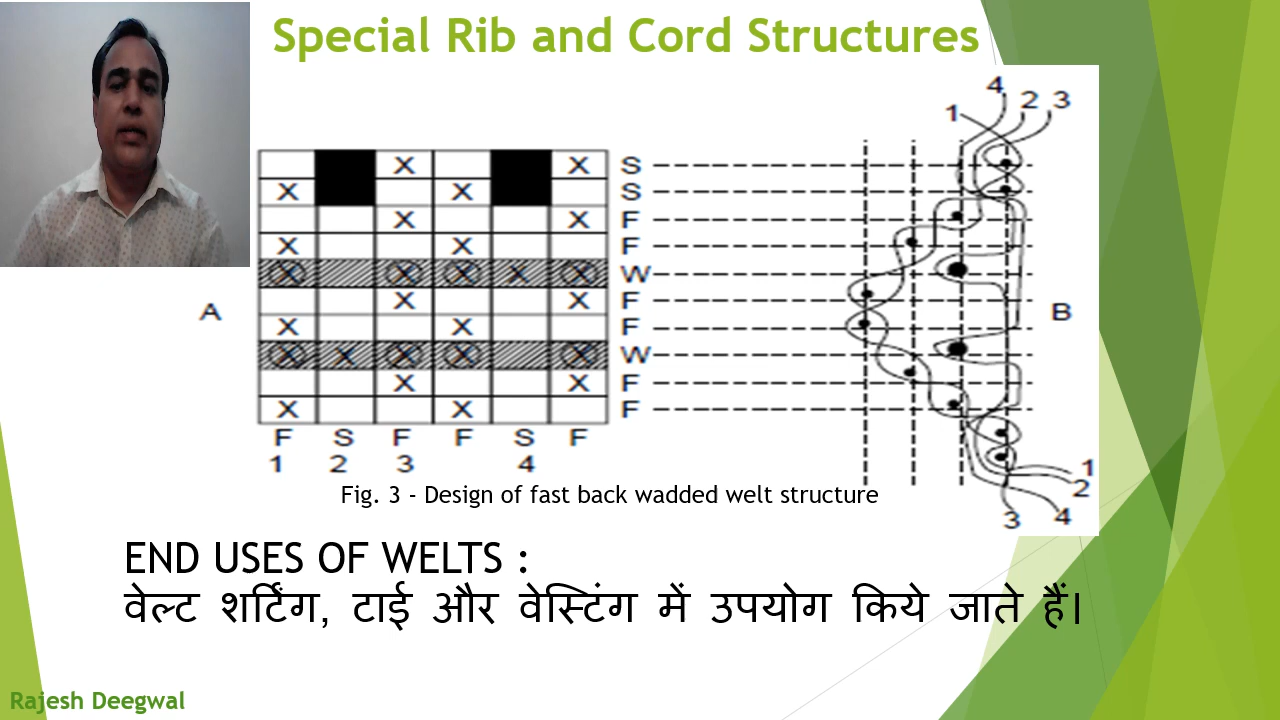 Special Rib and Cord Structures
4
1 2 3
X X S
X X S
X X F
X X F
X X X X X W
X X F
A B
X X F
X X X X X W
X X F
X X F
F S F F S F
1 2 3 4
1
2
3 4
Fig. 3 - Design of fast back wadded welt structure
END USES OF WELTS :
वेल्ट शर्टिंग, टाई और वेस्टिंग में उपयोग किये जाते हैं।
Rajesh Deegwal